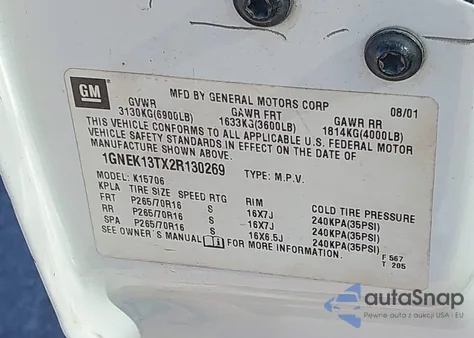 GM
MFD BY GENERAL MOTORS CORP 08/01
GVWR GAWR FRT GAWR RR
3130KG(6900LB) 1633KG(3600LB) 1814KG(4000LB)
THIS VEHICLE CONFORMS TO ALL APPLICABLE U.S. FEDERAL MOTOR
VEHICLE SAFETY STANDARDS IN EFFECT ON THE DATE OF
MANUFACTURE SHOWN ABOVE.
1GNEK13TX2R130269 TYPE: M.P.V.
MODEL: K15706
KPLA TIRE SIZE SPEED RTG RIM COLD TIRE PRESSURE
FRT P265/70R16 S 16X7J 240KPA(35PSI)
RR P265/70R16 S -16X7J 240KPA(35PSI)
SPA P265/70R16 S 16X6.5J 240KPA(35PSI)
SEE OWNER'S MANUAL FOR MORE INFORMATION.
F 567
T 205
autoSnap
Pewne auto z aukcji USA i EU